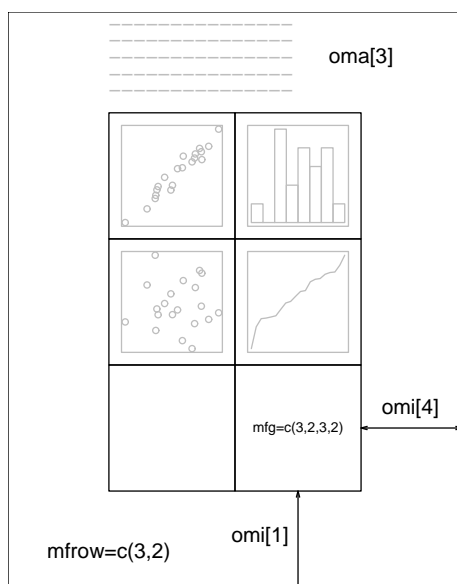 oma[3]
mfg=c(3,2,3,2)
omi[4]
omi[1]
mfrow=c(3,2)